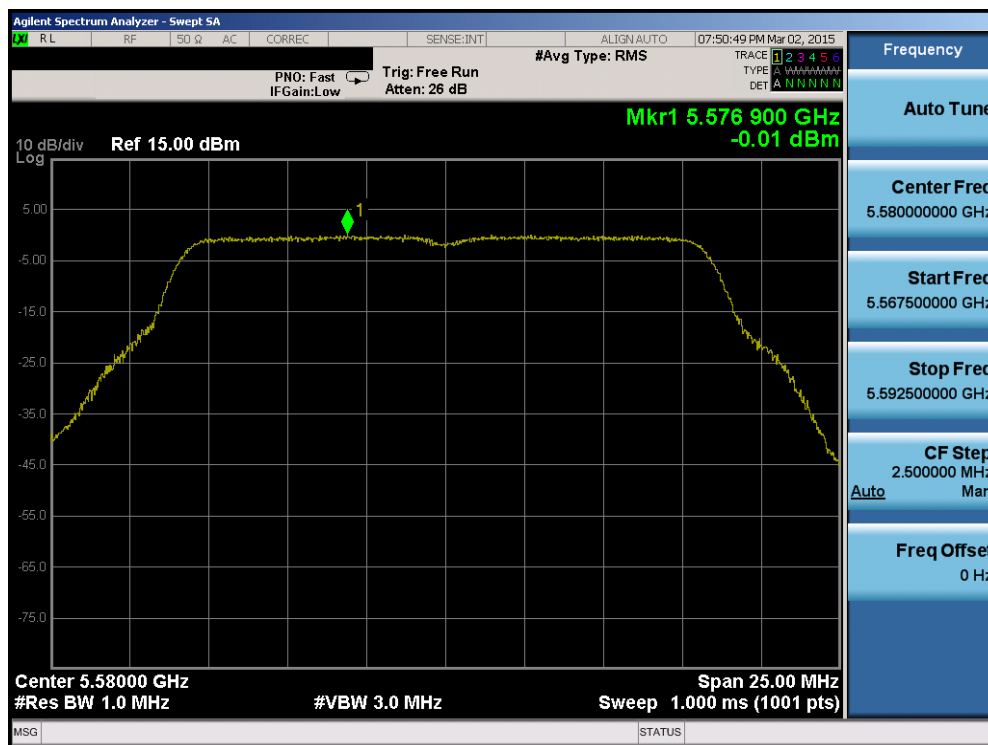 Agilent Spectrum Analyzer - Swept SA
LXI RL RF 50 Ω AC CORREC SENSE:INT ALIGN AUTO 07:50:49 PM Mar 02, 2015
PNO: Fast
IFGain:Low
Trig: Free Run
Atten: 26 dB
#Avg Type: RMS
TRACE 1 2 3 4 5 6
TYPE A WWWWW
DET A N N N N N
Mkr1 5.576 900 GHz
-0.01 dBm
10 dB/div Ref 15.00 dBm
Log
5.00
-5.00
-15.0
-25.0
-35.0
-45.0
-55.0
-65.0
-75.0
1
Center 5.58000 GHz Span 25.00 MHz
#Res BW 1.0 MHz #VBW 3.0 MHz Sweep 1.000 ms (1001 pts)
MSG STATUS
Frequency
Auto Tune
Center Freq
5.580000000 GHz
Start Freq
5.567500000 GHz
Stop Freq
5.592500000 GHz
CF Step
2.500000 MHz
Auto Man
Freq Offset
0 Hz